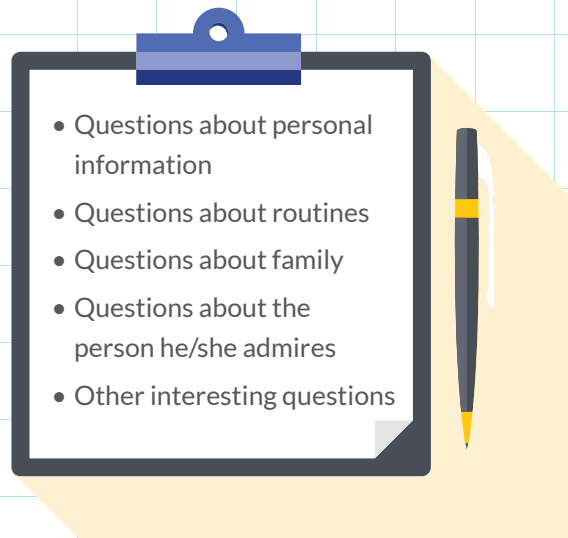 • Questions about personal
information
• Questions about routines
• Questions about family
• Questions about the
person he/she admires
• Other interesting questions